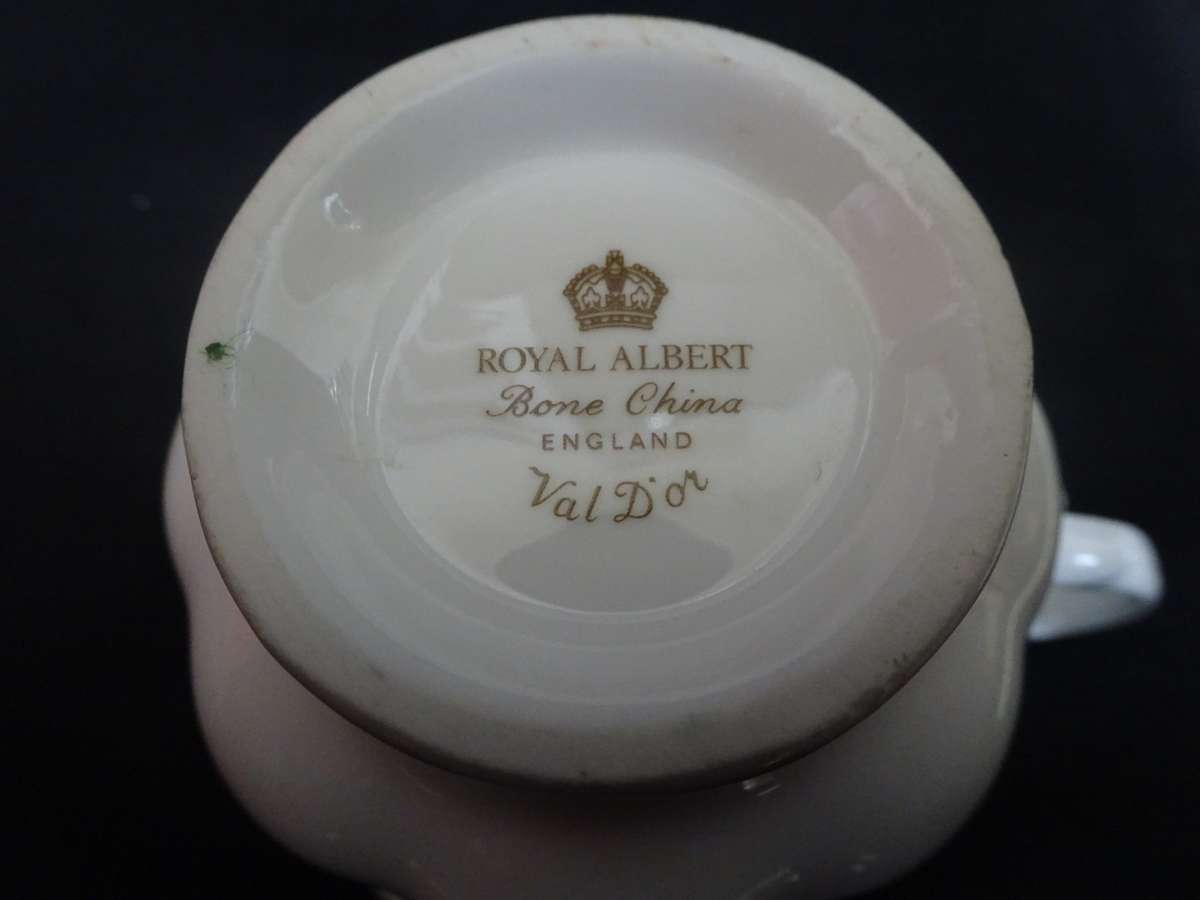 ROYAL ALBERT
Bone China
ENGLAND
Val D'or